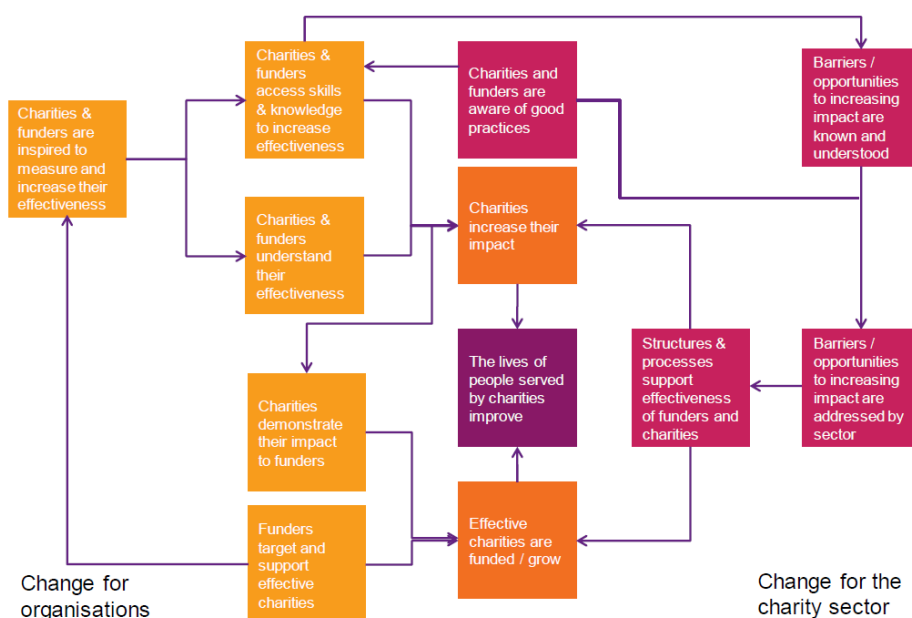 Charities &
funders
access skills
& knowledge
to increase
effectiveness
Charities and
funders are
aware of good
practices
Barriers /
opportunities
to increasing
impact are
known and
understood
Charities &
funders are
inspired to
measure and
increase their
effectiveness
Charities &
funders
understand
their
effectiveness
Charities
increase their
impact
The lives of
people served
by charities
improve
Structures &
processes
support
effectiveness
of funders and
charities
Barriers /
opportunities
to increasing
impact are
addressed by
sector
Charities
demonstrate
their impact
to funders
Funders
target and
support
effective
charities
Effective
charities are
funded / grow
Change for
organisations
Change for the
charity sector